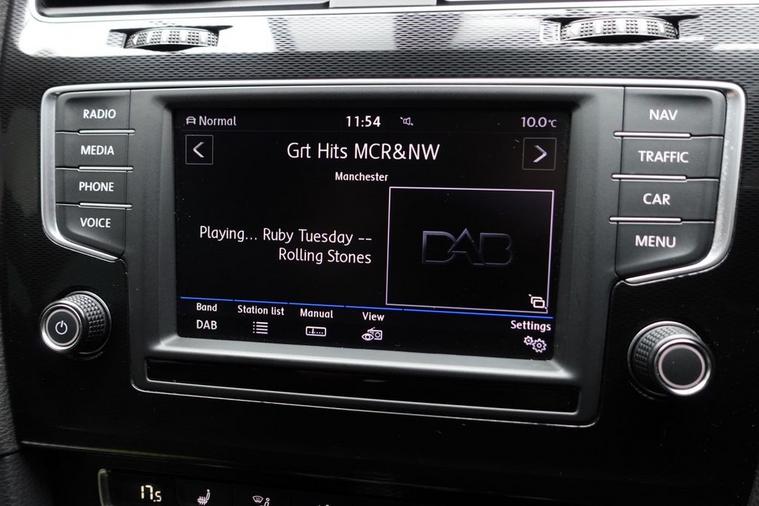 RADIO
MEDIA
PHONE
VOICE
Normal 11:54 10.0°C
Grt Hits MCR&NW
Manchester
Playing... Ruby Tuesday --
Rolling Stones
DAB
Band Station list Manual View Settings
DAB
NAV
TRAFFIC
CAR
MENU
17.5